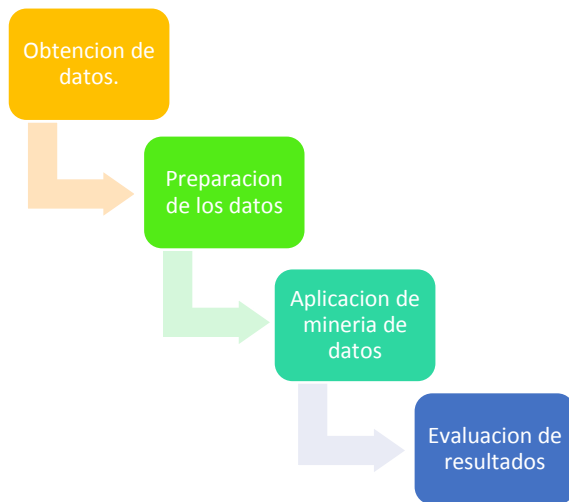 Obtencion de
datos.
Preparacion
de los datos
Aplicacion de
mineria de
datos
Evaluacion de
resultados